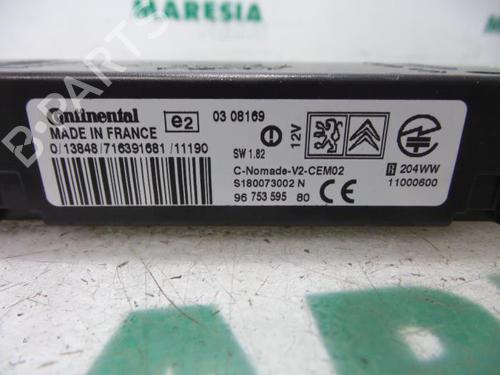 MARESIA
B-PARTS
Continental
e2
03 08169
MADE IN FRANCE
12V
0/13848/716391681/11190
SW 1.82
C-Nomade-V2-CEM02
R 204WW
S180073002 N
11000600
96 753 595 80